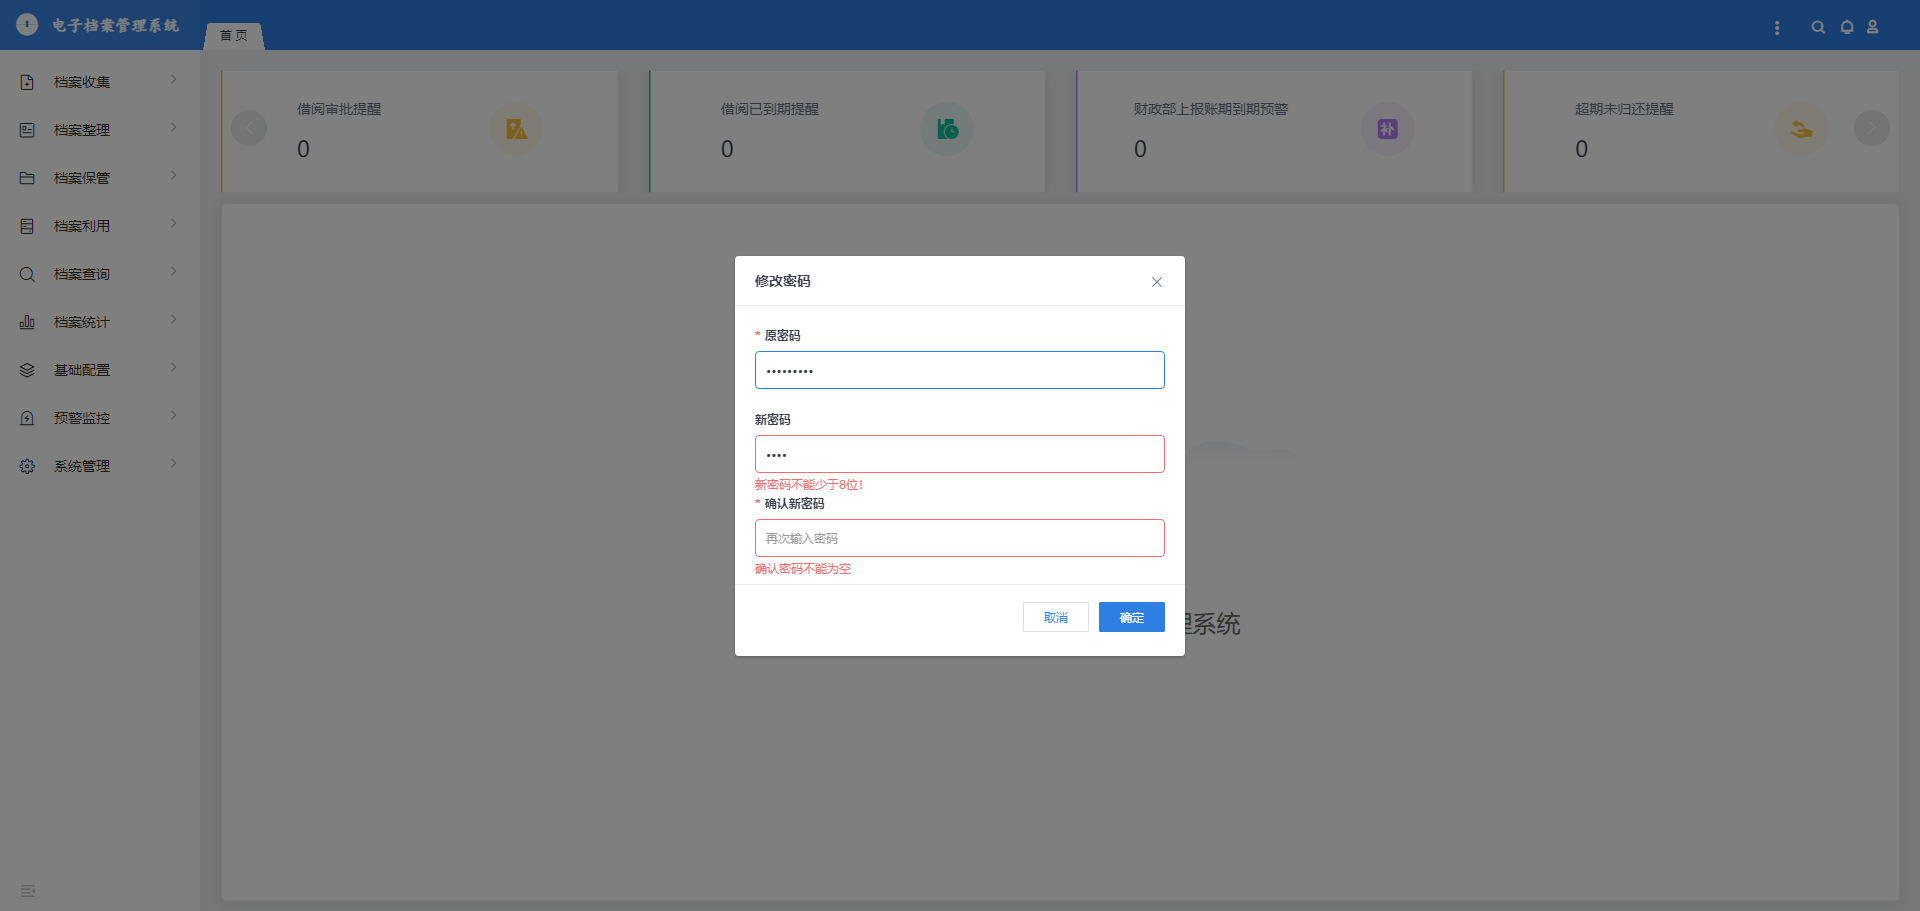 电子档案管理系统
首页
档案收集
档案整理
档案保管
档案利用
档案查询
档案统计
基础配置
预警监控
系统管理
借阅审批提醒
0
借阅已到期提醒
0
财政部上报账期到期预警
0
补
超期未归还提醒
0
修改密码
* 原密码
•••••••••
新密码
••••
新密码不能少于8位!
* 确认新密码
再次输入密码
确认密码不能为空
取消
确定
理系统